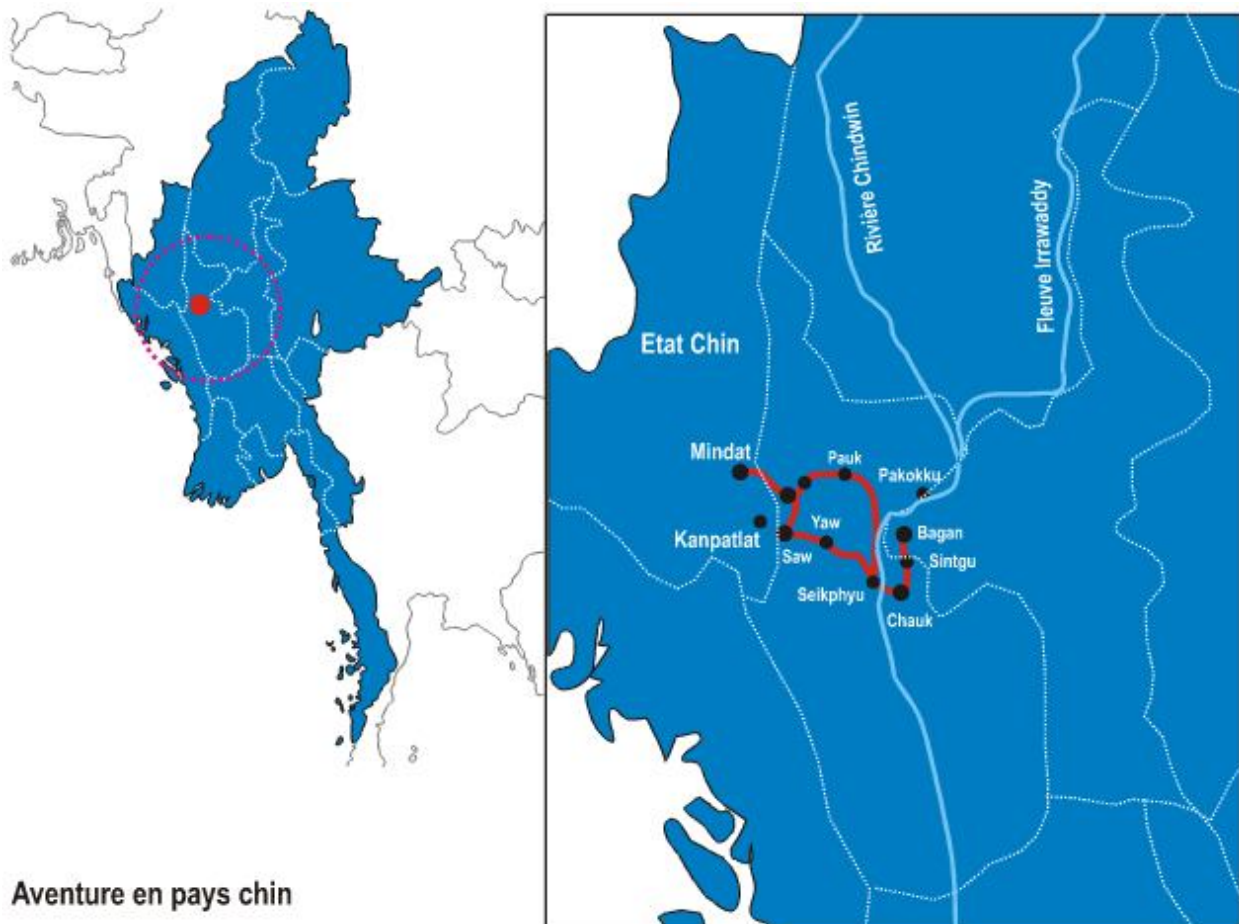 Rivière Chindwin
Fleuve Irrawaddy
Etat Chin
Mindat
Pauk
Pakokku
Kanpatlat
Yaw
Bagan
Saw
Sintgu
Seikphyu
Chauk
Aventure en pays chin